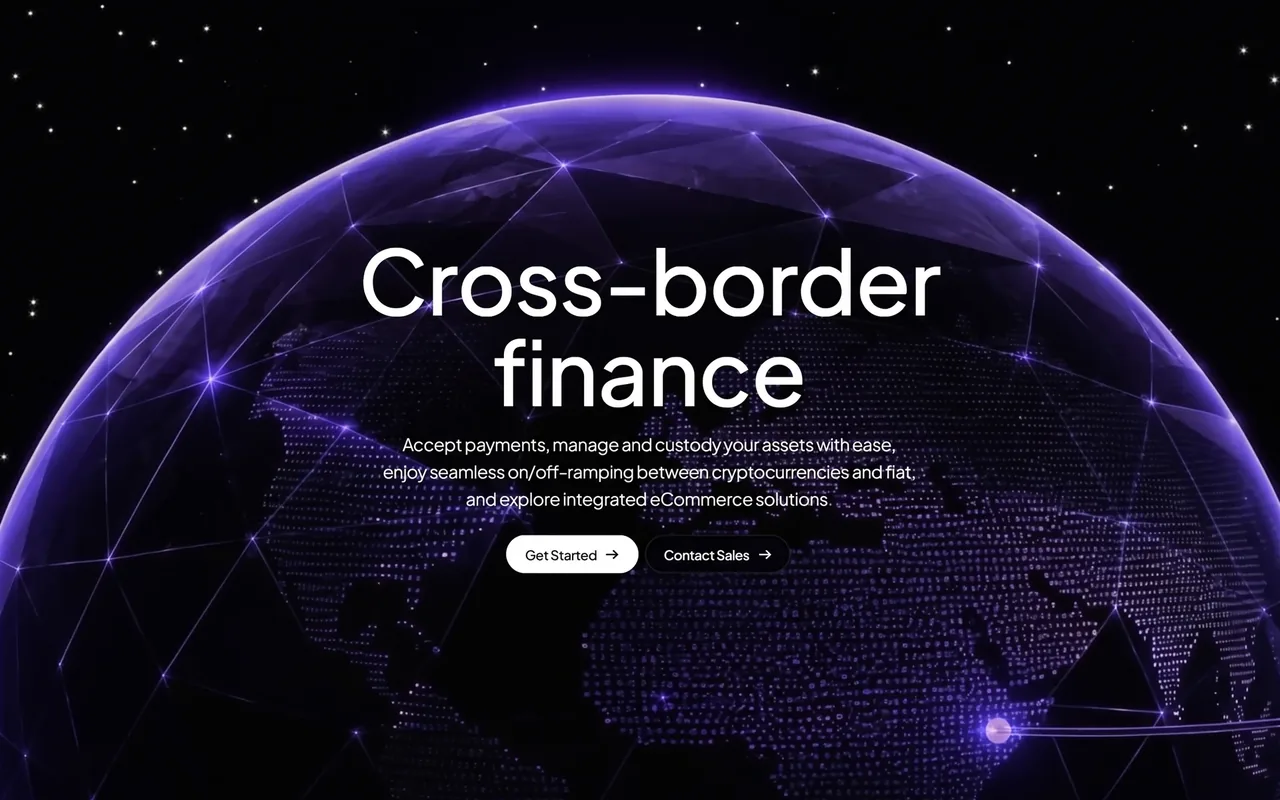 Cross-border
finance
Accept payments, manage and custody your assets with ease,
enjoy seamless on/off-ramping between cryptocurrencies and fiat,
and explore integrated eCommerce solutions.
Get Started →
Contact Sales →